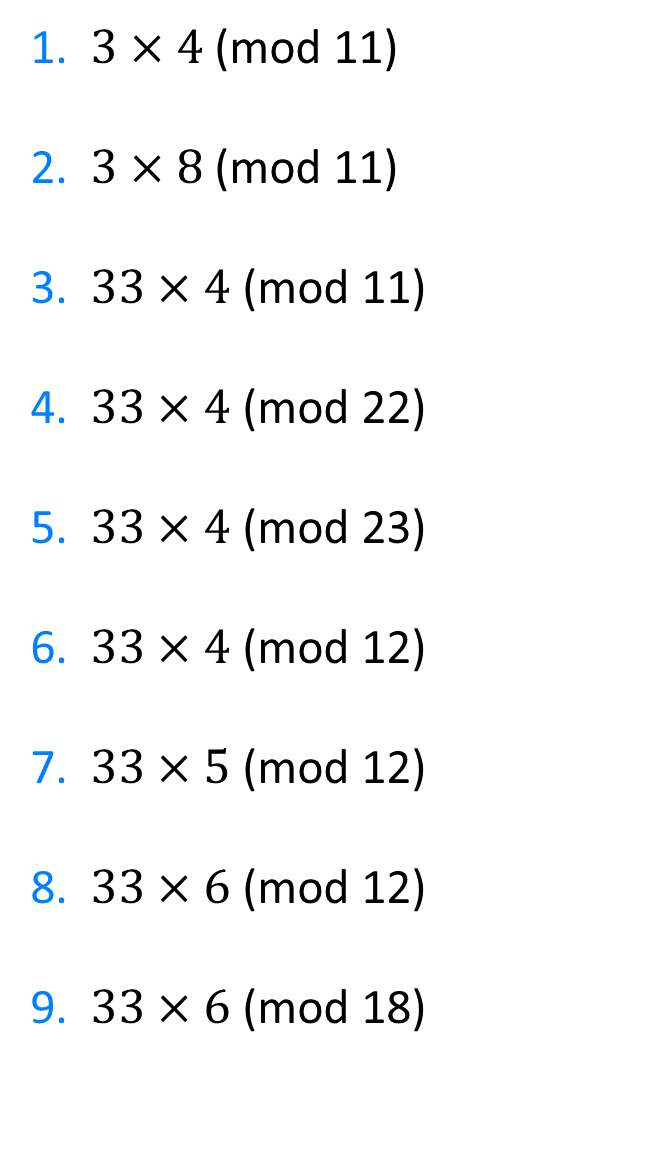 1. 3 × 4 (mod 11)
2. 3 × 8 (mod 11)
3. 33 × 4 (mod 11)
4. 33 × 4 (mod 22)
5. 33 × 4 (mod 23)
6. 33 × 4 (mod 12)
7. 33 × 5 (mod 12)
8. 33 × 6 (mod 12)
9. 33 × 6 (mod 18)